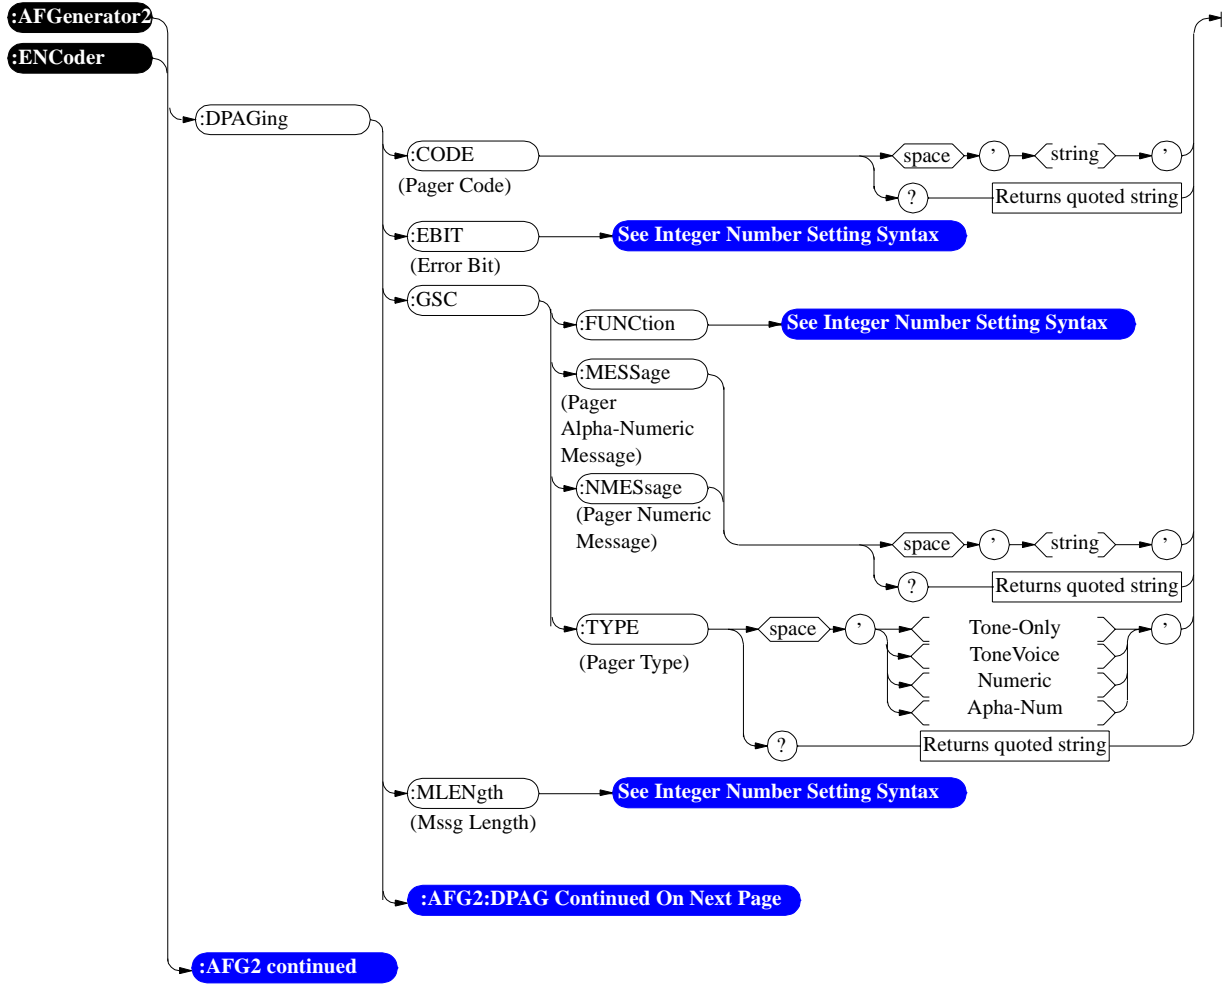 :AFGenerator2
:ENCoder
:DPAGing
:CODE
(Pager Code)
space ' string '
? Returns quoted string
:EBIT
(Error Bit)
See Integer Number Setting Syntax
:GSC
:FUNCtion
See Integer Number Setting Syntax
:MESSage
(Pager
Alpha-Numeric
Message)
:NMESsage
(Pager Numeric
Message)
space ' string '
? Returns quoted string
:TYPE
(Pager Type)
space ' Tone-Only '
ToneVoice
Numeric
Apha-Num
? Returns quoted string
:MLENgth
(Mssg Length)
See Integer Number Setting Syntax
:AFG2:DPAG Continued On Next Page
:AFG2 continued